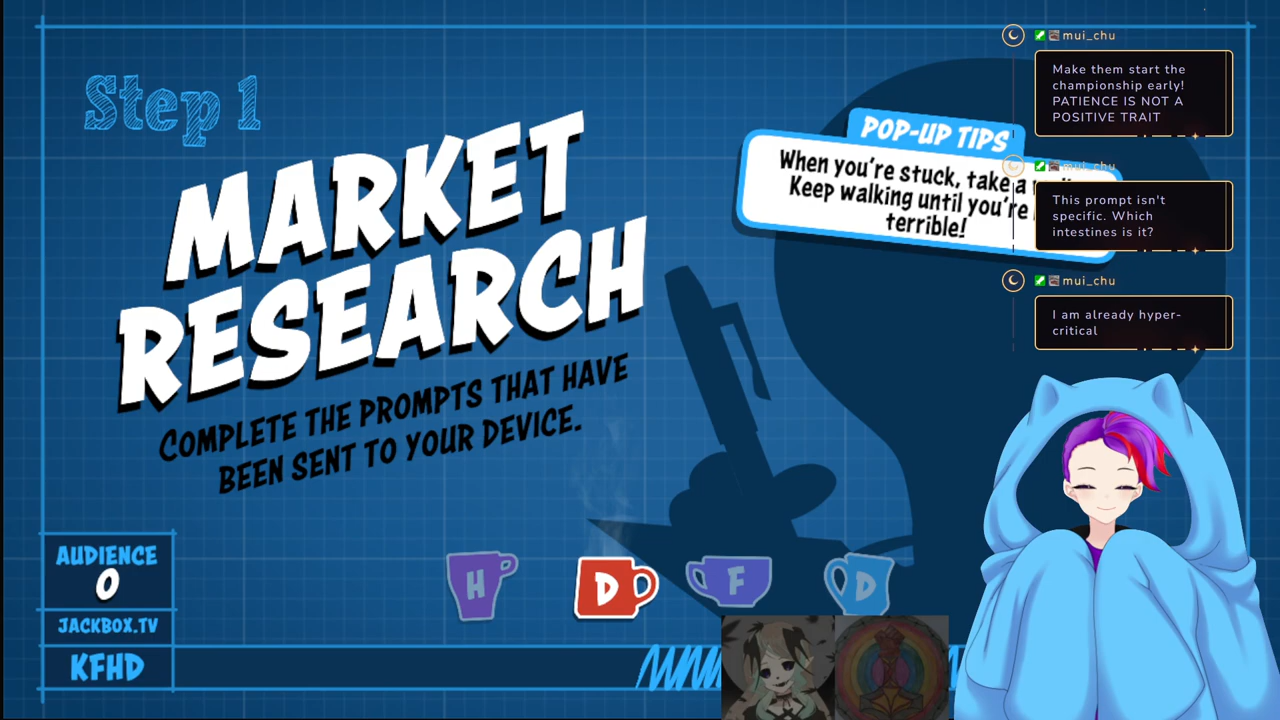 Step 1
MARKET
RESEARCH
COMPLETE THE PROMPTS THAT HAVE
BEEN SENT TO YOUR DEVICE.
POP-UP TIPS
When you're stuck, take a
Keep walking until you're
terrible!
mui_chu
Make them start the
championship early!
PATIENCE IS NOT A
POSITIVE TRAIT
mui_chu
This prompt isn't
specific. Which
intestines is it?
mui_chu
I am already hyper-
critical
AUDIENCE
0
JACKBOX.TV
KFHD
H
D
F
D